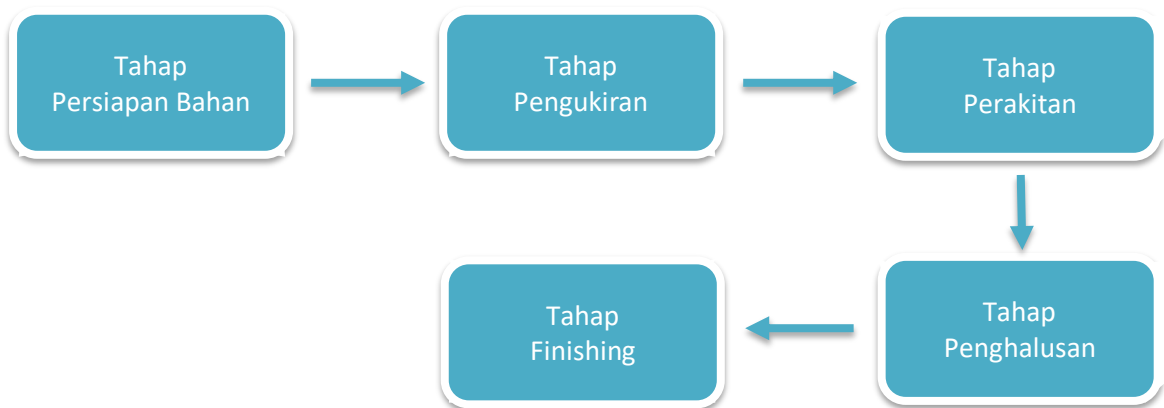 Tahap
Persiapan Bahan
Tahap
Pengukiran
Tahap
Perakitan
Tahap
Penghalusan
Tahap
Finishing